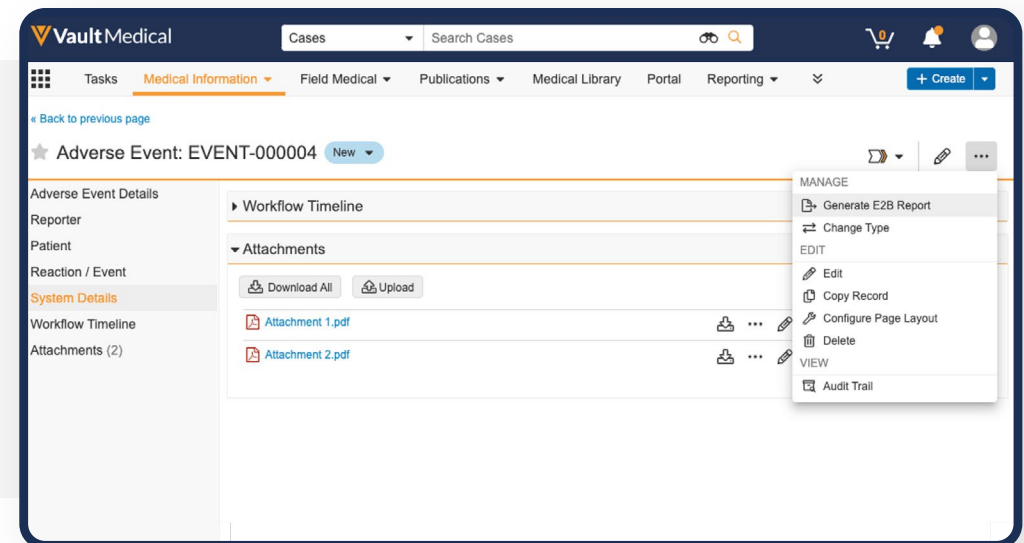 Vault Medical
Cases
Search Cases
0
Tasks
Medical Information
Field Medical
Publications
Medical Library
Portal
Reporting
+ Create
« Back to previous page
Adverse Event: EVENT-000004
New
Adverse Event Details
Reporter
Patient
Reaction / Event
System Details
Workflow Timeline
Attachments (2)
Workflow Timeline
Attachments
Download All
Upload
Attachment 1.pdf
Attachment 2.pdf
MANAGE
Generate E2B Report
Change Type
EDIT
Edit
Copy Record
Configure Page Layout
Delete
VIEW
Audit Trail